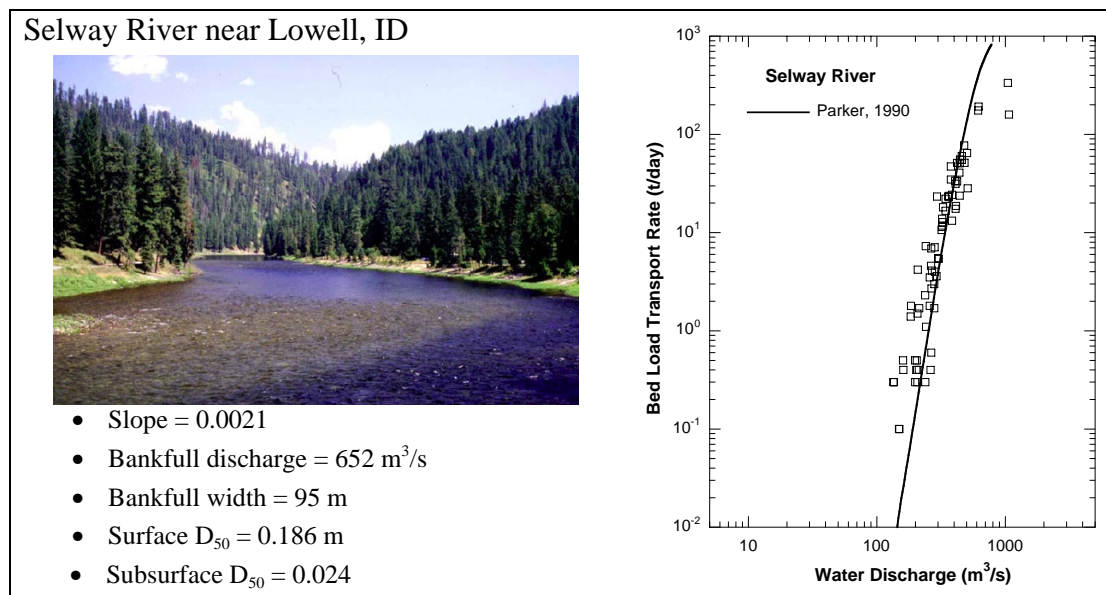 Selway River near Lowell, ID
• Slope = 0.0021
• Bankfull discharge = 652 m³/s
• Bankfull width = 95 m
• Surface D₅₀ = 0.186 m
• Subsurface D₅₀ = 0.024
Selway River
Parker, 1990
Bed Load Transport Rate (t/day)
10³
10²
10¹
10⁰
10⁻¹
10⁻²
10 100 1000
Water Discharge (m³/s)